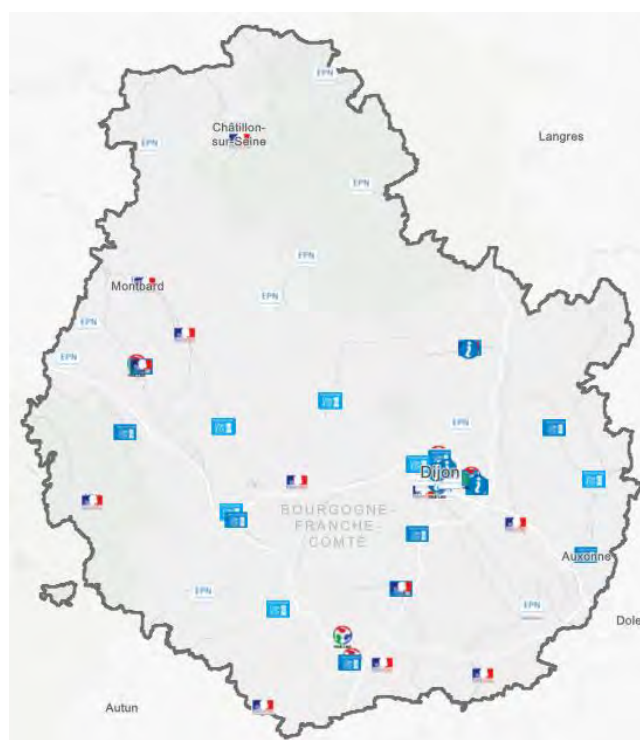 EPN
Châtillon-
sur-Seine
Langres
EPN
EPN
EPN
Montbard
EPN
EPN
EPN
EPN
Dijon
BOURGOGNE-
FRANCHE-
COMTE
Auxonne
EPN
EPN
Dole
Autun